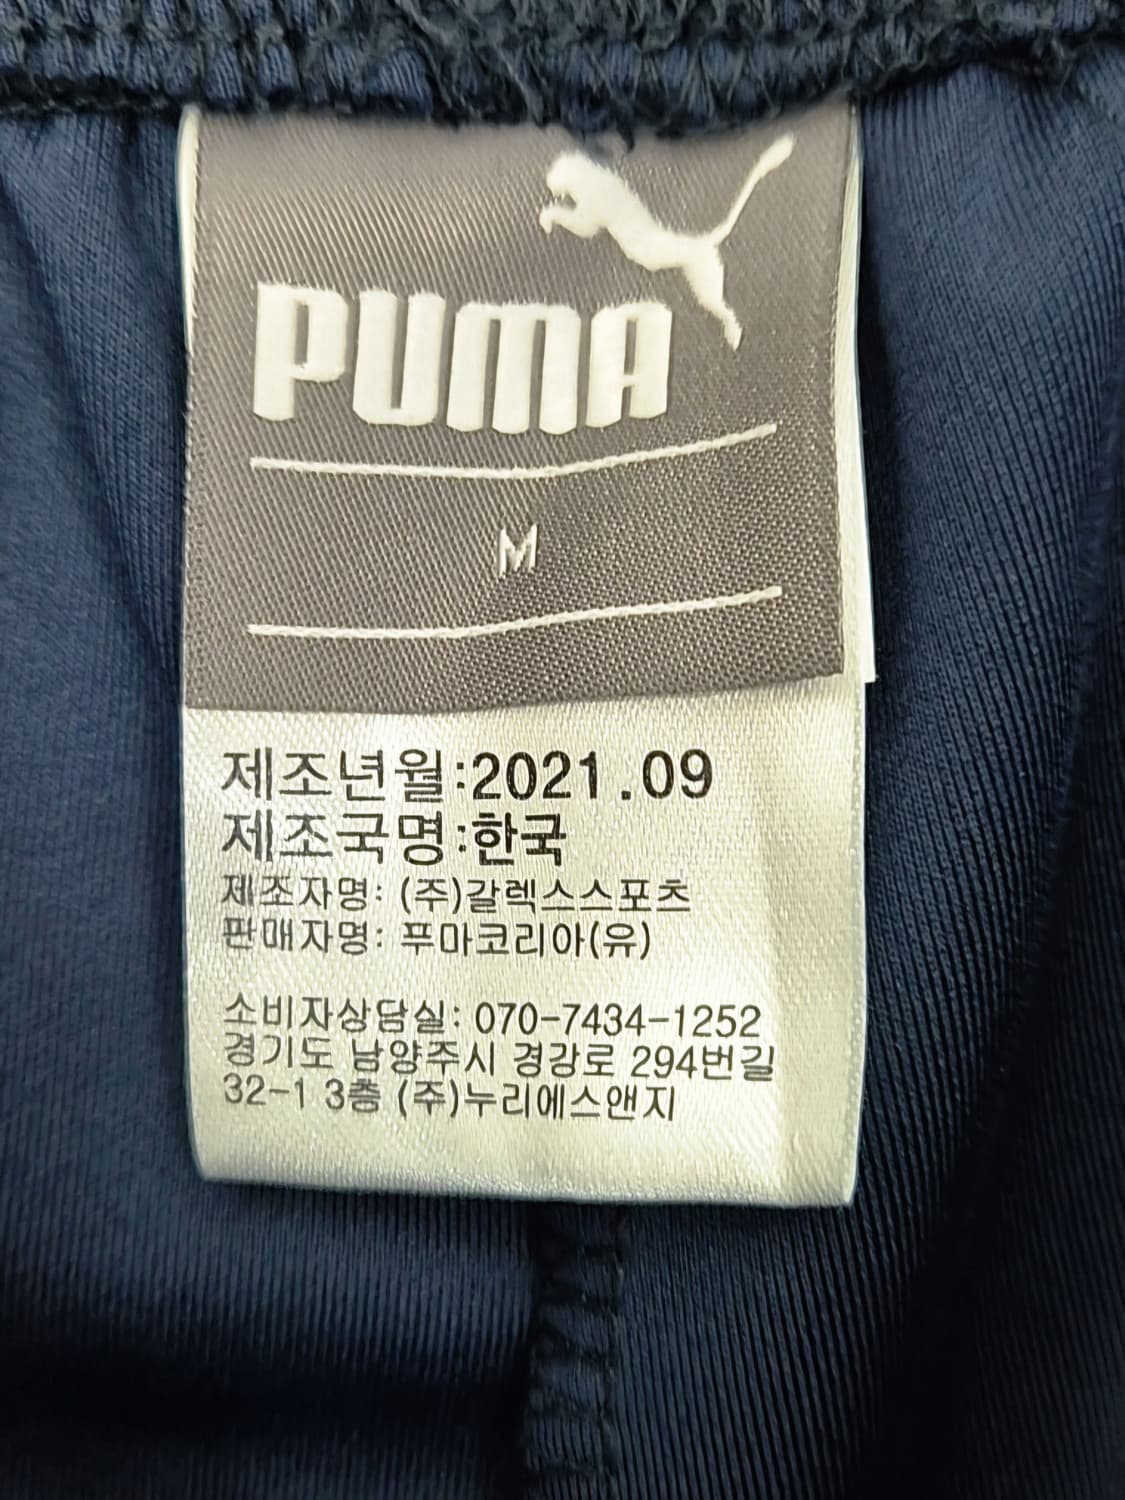 PUMA
M
제조년월:2021.09
제조국명:한국
제조자명: (주)갈렉스스포츠
판매자명: 푸마코리아(유)
소비자상담실: 070-7434-1252
경기도 남양주시 경강로 294번길
32-1 3층 (주)누리에스앤지